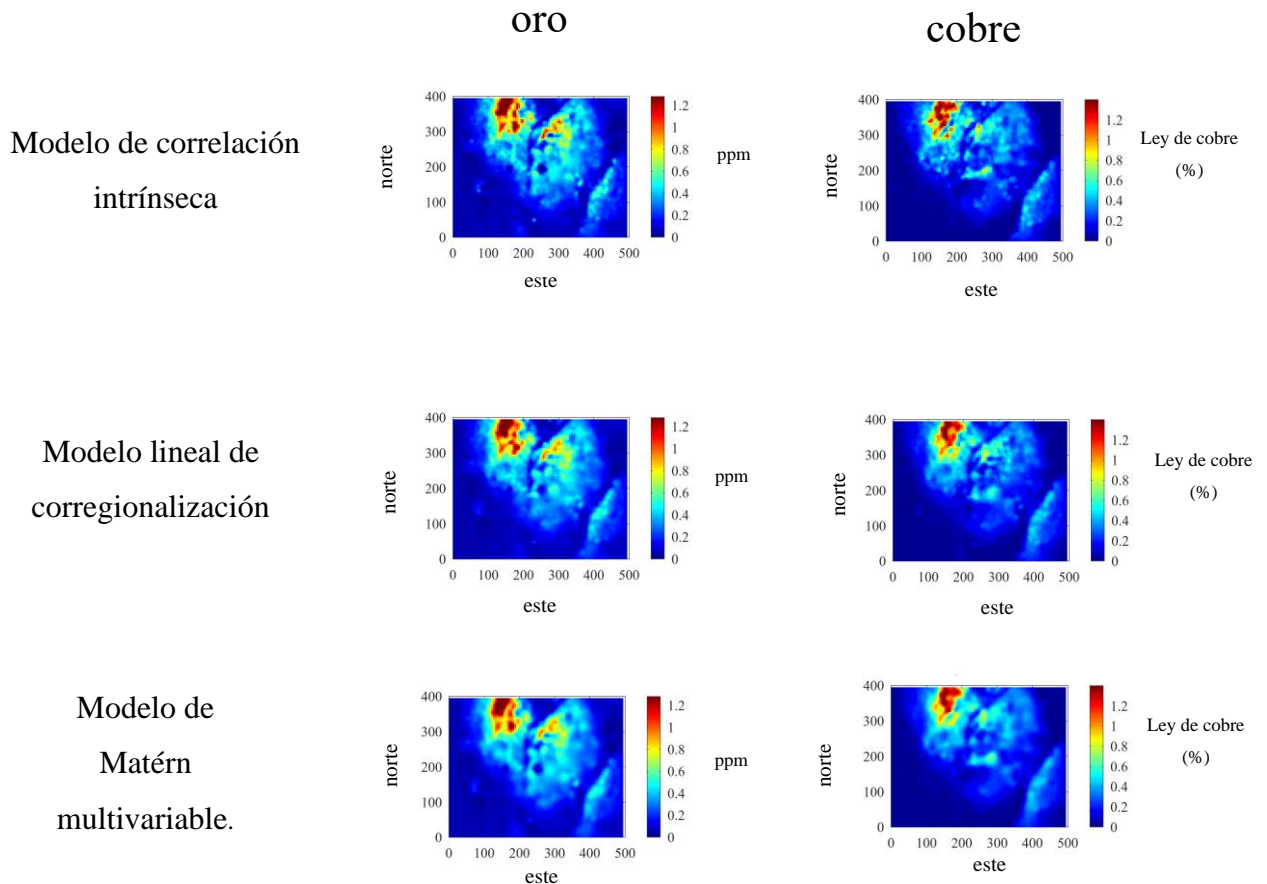 oro
cobre
Modelo de correlación
intrínseca
400
300
200
100
0
norte
0 100 200 300 400 500
este
1.2
1
0.8
0.6
0.4
0.2
0
ppm
400
300
200
100
0
norte
0 100 200 300 400 500
este
1.2
1
0.8
0.6
0.4
0.2
0
Ley de cobre
(%)
Modelo lineal de
corregionalización
400
300
200
100
0
norte
0 100 200 300 400 500
este
1.2
1
0.8
0.6
0.4
0.2
0
ppm
400
300
200
100
0
norte
0 100 200 300 400 500
este
1.2
1
0.8
0.6
0.4
0.2
0
Ley de cobre
(%)
Modelo de
Matérn
multivariable.
400
300
200
100
0
norte
0 100 200 300 400 500
este
1.2
1
0.8
0.6
0.4
0.2
0
ppm
400
300
200
100
0
norte
0 100 200 300 400 500
este
1.2
1
0.8
0.6
0.4
0.2
0
Ley de cobre
(%)